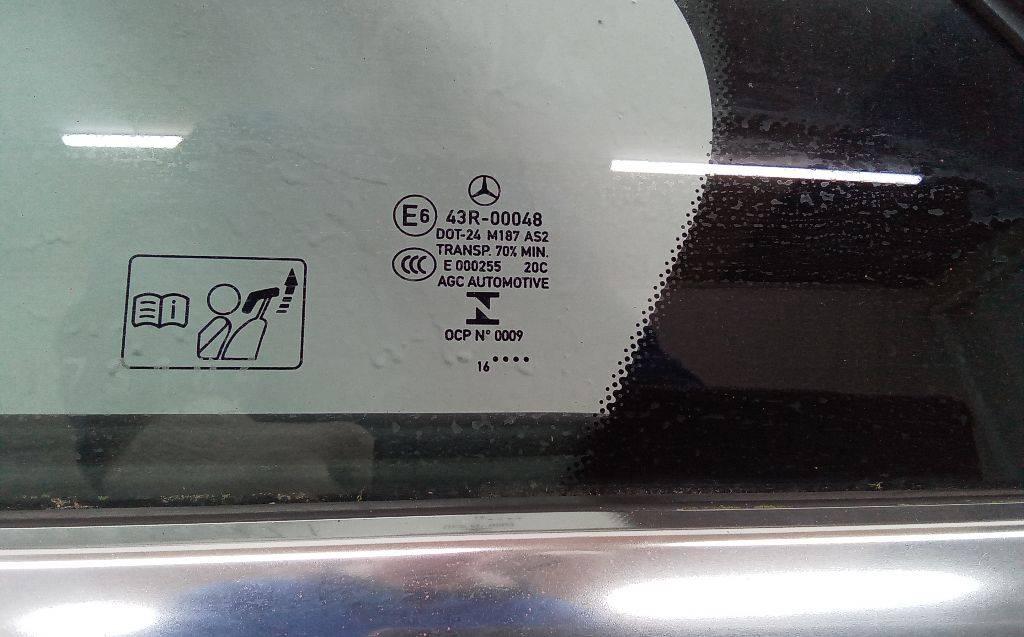 E6 43R-00048
DOT-24 M187 AS2
TRANSP. 70% MIN.
CCC E 000255 20C
AGC AUTOMOTIVE
i
OCP N° 0009
16